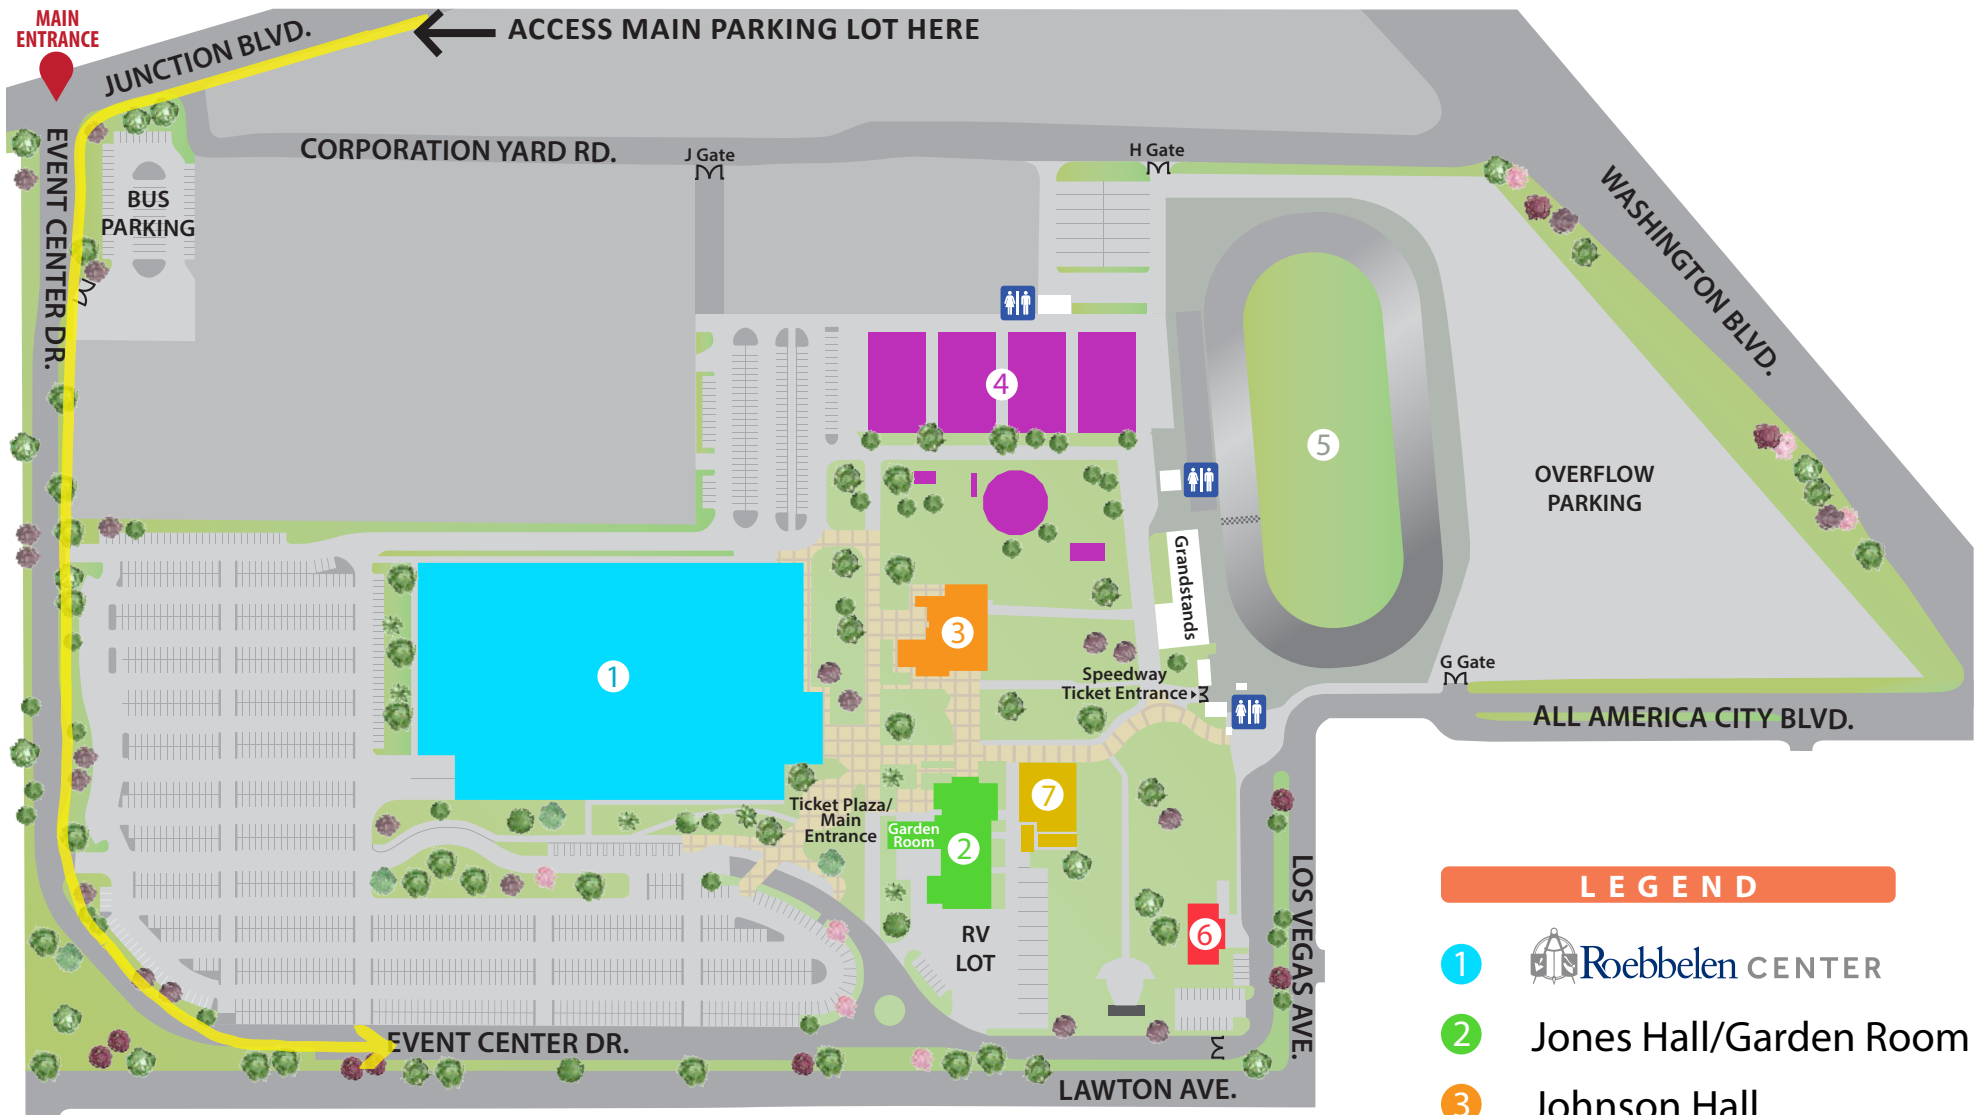 MAIN
ENTRANCE
JUNCTION BLVD.
ACCESS MAIN PARKING LOT HERE
EVENT CENTER DR.
CORPORATION YARD RD.
J Gate
H Gate
BUS
PARKING
WASHINGTON BLVD.
4
5
OVERFLOW
PARKING
Grandstands
3
1
Speedway
Ticket Entrance
G Gate
ALL AMERICA CITY BLVD.
Ticket Plaza/
Main
Entrance
Garden
Room
2
7
6
RV
LOT
LOS VEGAS AVE.
EVENT CENTER DR.
LAWTON AVE.
LEGEND
1 Roebbelen CENTER
2 Jones Hall/Garden Room
3 Johnson Hall